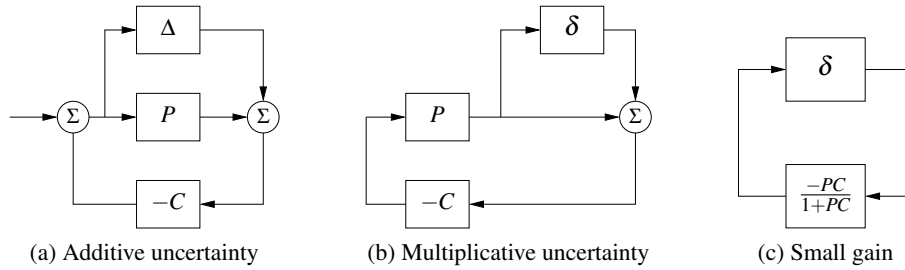 Δ
δ
δ
Σ
P
Σ
P
Σ
−C
−C
−PC
1+PC
(a) Additive uncertainty
(b) Multiplicative uncertainty
(c) Small gain